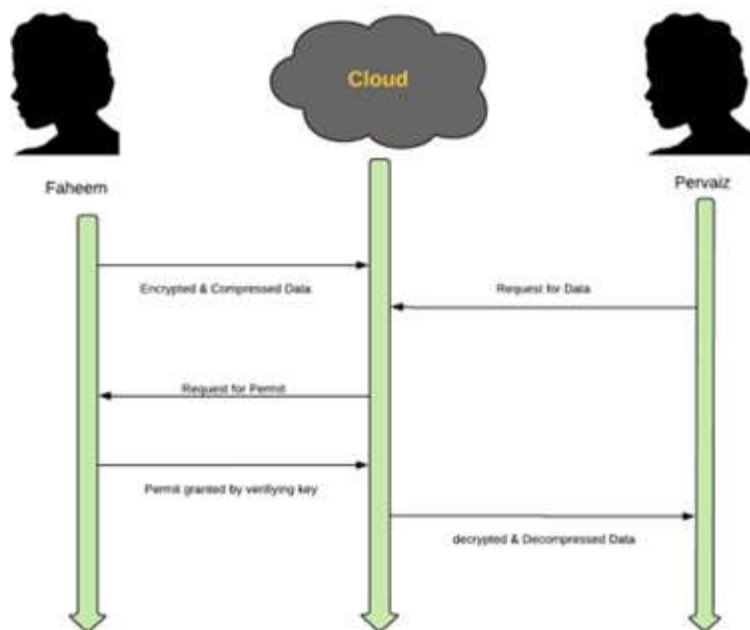 Cloud
Faheem
Pervaiz
Encrypted & Compressed Data
Request for Data
Request for Permit
Permit granted by verifying key
decrypted & Decompressed Data